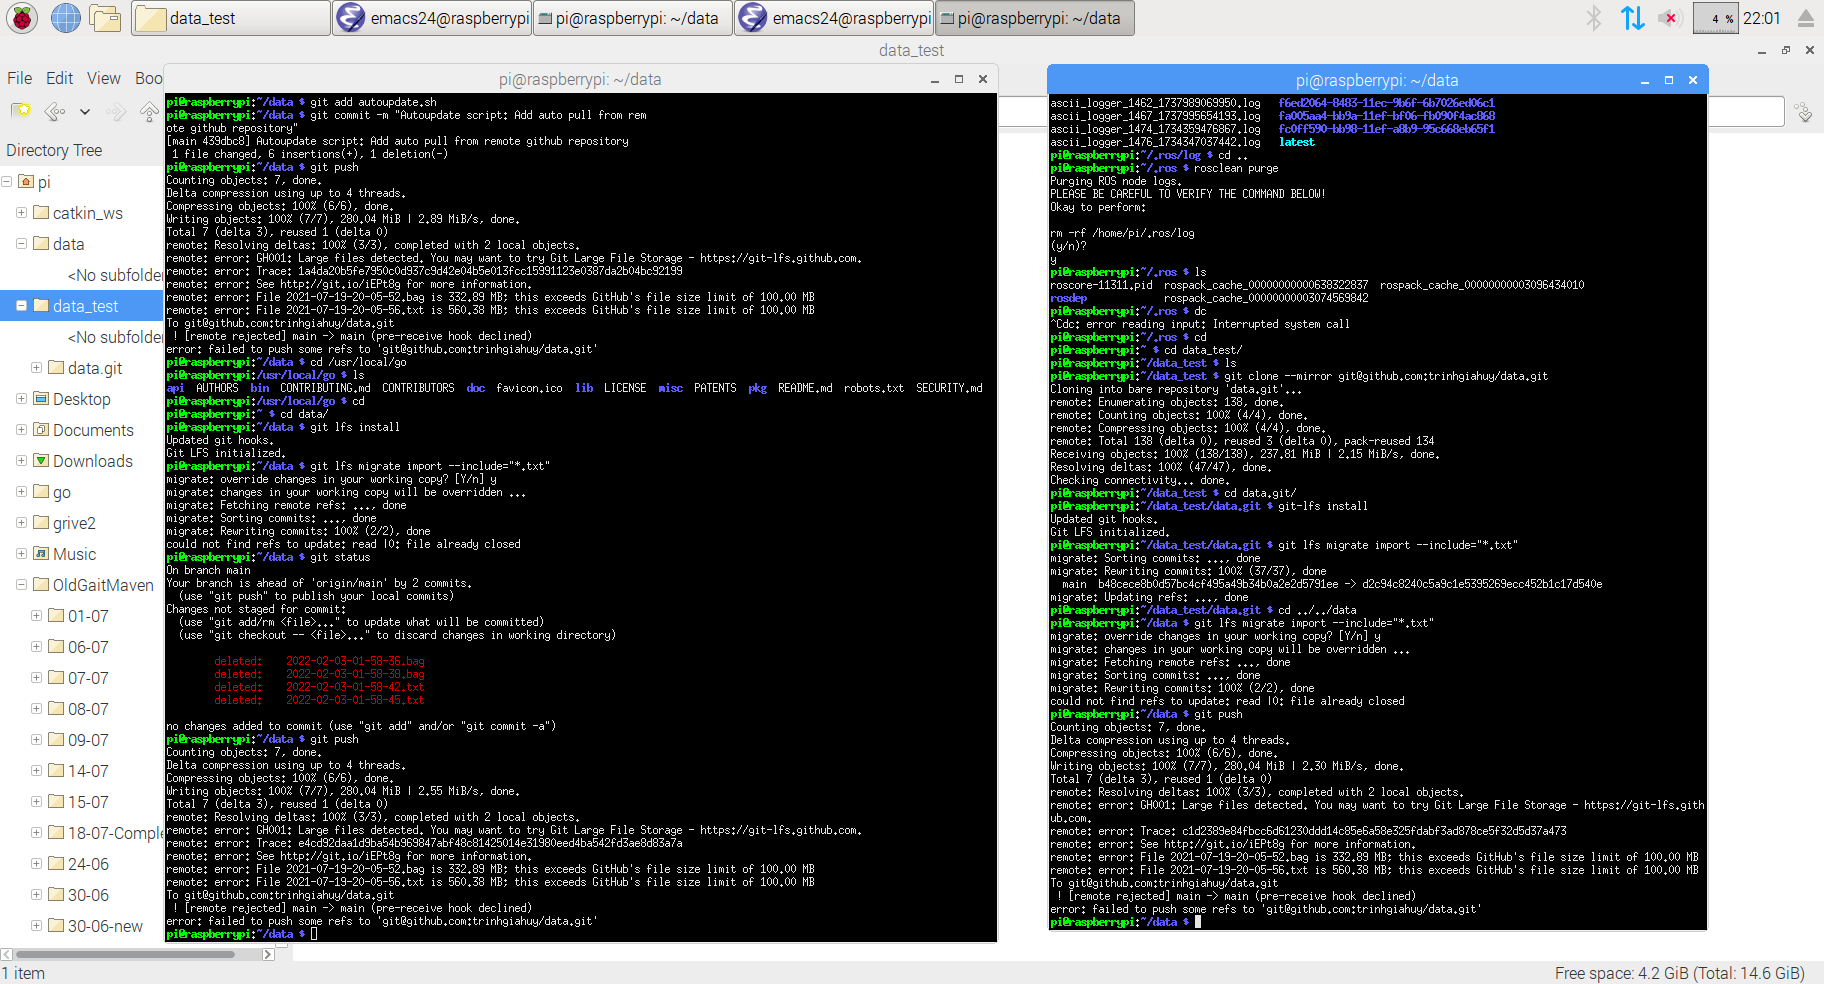 data_test
emacs24@raspberrypi
pi@raspberrypi: ~/data
emacs24@raspberrypi
pi@raspberrypi: ~/data
4 %
22:01
data_test
File Edit View Boo
Directory Tree
pi
catkin_ws
data
<No subfolder
data_test
<No subfolder
data.git
Desktop
Documents
Downloads
go
grive2
Music
OldGaitMaven
01-07
06-07
07-07
08-07
09-07
14-07
15-07
18-07-Comple
24-06
30-06
30-06-new
1 item
Free space: 4.2 GiB (Total: 14.6 GiB)
pi@raspberrypi: ~/data
pi@raspberrypi:~/data $ git add autoupdate.sh
pi@raspberrypi:~/data $ git commit -m "Autoupdate script: Add auto pull from rem
ote github repository"
[main 439dbc8] Autoupdate script: Add auto pull from remote github repository
 1 file changed, 6 insertions(+), 1 deletion(-)
pi@raspberrypi:~/data $ git push
Counting objects: 7, done.
Delta compression using up to 4 threads.
Compressing objects: 100% (6/6), done.
Writing objects: 100% (7/7), 280.04 MiB | 2.89 MiB/s, done.
Total 7 (delta 3), reused 1 (delta 0)
remote: Resolving deltas: 100% (3/3), completed with 2 local objects.
remote: error: GH001: Large files detected. You may want to try Git Large File Storage - https://git-lfs.github.com.
remote: error: Trace: 1a4da20b5fe7950c0d937c9d42e04b5e013fcc15991123e0387da2b04bc92199
remote: error: See http://git.io/iEPt8g for more information.
remote: error: File 2021-07-19-20-05-52.bag is 332.89 MB; this exceeds GitHub's file size limit of 100.00 MB
remote: error: File 2021-07-19-20-05-56.txt is 560.38 MB; this exceeds GitHub's file size limit of 100.00 MB
To git@github.com:trinhgiahuy/data.git
 ! [remote rejected] main -> main (pre-receive hook declined)
error: failed to push some refs to 'git@github.com:trinhgiahuy/data.git'
pi@raspberrypi:~/data $ cd /usr/local/go
pi@raspberrypi:/usr/local/go $ ls
api AUTHORS bin CONTRIBUTING.md CONTRIBUTORS doc favicon.ico lib LICENSE misc PATENTS pkg README.md robots.txt SECURITY.md
pi@raspberrypi:/usr/local/go $ cd
pi@raspberrypi:~ $ cd data/
pi@raspberrypi:~/data $ git lfs install
Updated git hooks.
Git LFS initialized.
pi@raspberrypi:~/data $ git lfs migrate import --include="*.txt"
migrate: override changes in your working copy? [Y/n] y
migrate: changes in your working copy will be overridden ...
migrate: Fetching remote refs: ..., done
migrate: Sorting commits: ..., done
migrate: Rewriting commits: 100% (2/2), done
could not find refs to update: read |0: file already closed
pi@raspberrypi:~/data $ git status
On branch main
Your branch is ahead of 'origin/main' by 2 commits.
  (use "git push" to publish your local commits)
Changes not staged for commit:
  (use "git add/rm <file>..." to update what will be committed)
  (use "git checkout -- <file>..." to discard changes in working directory)
deleted: 2022-02-03-01-58-36.bag
deleted: 2022-02-03-01-58-38.bag
deleted: 2022-02-03-01-58-42.txt
deleted: 2022-02-03-01-58-45.txt
no changes added to commit (use "git add" and/or "git commit -a")
pi@raspberrypi:~/data $ git push
Counting objects: 7, done.
Delta compression using up to 4 threads.
Compressing objects: 100% (6/6), done.
Writing objects: 100% (7/7), 280.04 MiB | 2.55 MiB/s, done.
Total 7 (delta 3), reused 1 (delta 0)
remote: Resolving deltas: 100% (3/3), completed with 2 local objects.
remote: error: GH001: Large files detected. You may want to try Git Large File Storage - https://git-lfs.github.com.
remote: error: Trace: e4cd92daa1d9ba54b969847abf48c81425014e31980eed4ba542fd3ae8d83a7a
remote: error: See http://git.io/iEPt8g for more information.
remote: error: File 2021-07-19-20-05-52.bag is 332.89 MB; this exceeds GitHub's file size limit of 100.00 MB
remote: error: File 2021-07-19-20-05-56.txt is 560.38 MB; this exceeds GitHub's file size limit of 100.00 MB
To git@github.com:trinhgiahuy/data.git
 ! [remote rejected] main -> main (pre-receive hook declined)
error: failed to push some refs to 'git@github.com:trinhgiahuy/data.git'
pi@raspberrypi:~/data $
pi@raspberrypi: ~/data
ascii_logger_1462_1737989069950.log f6ed2064-8483-11ec-9b6f-6b7026ed06c1
ascii_logger_1467_1737995654193.log fa005aa4-bb9a-11ef-bf06-fb090f4ac868
ascii_logger_1474_1734359476867.log fc0ff590-bb98-11ef-a8b9-95c668eb65f1
ascii_logger_1476_1734347037442.log latest
pi@raspberrypi:~/.ros/log $ cd ..
pi@raspberrypi:~/.ros $ rosclean purge
Purging ROS node logs.
PLEASE BE CAREFUL TO VERIFY THE COMMAND BELOW!
Okay to perform:
rm -rf /home/pi/.ros/log
(y/n)?
y
pi@raspberrypi:~/.ros $ ls
roscore-11311.pid rospack_cache_00000000000638322837 rospack_cache_00000000003096434010
rosdep rospack_cache_00000000003074569842
pi@raspberrypi:~/.ros $ dc
^Cdc: error reading input: Interrupted system call
pi@raspberrypi:~/.ros $ cd
pi@raspberrypi:~ $ cd data_test/
pi@raspberrypi:~/data_test $ ls
pi@raspberrypi:~/data_test $ git clone --mirror git@github.com:trinhgiahuy/data.git
Cloning into bare repository 'data.git'...
remote: Enumerating objects: 138, done.
remote: Counting objects: 100% (4/4), done.
remote: Compressing objects: 100% (4/4), done.
remote: Total 138 (delta 0), reused 3 (delta 0), pack-reused 134
Receiving objects: 100% (138/138), 237.81 MiB | 2.15 MiB/s, done.
Resolving deltas: 100% (47/47), done.
Checking connectivity... done.
pi@raspberrypi:~/data_test $ cd data.git/
pi@raspberrypi:~/data_test/data.git $ git-lfs install
Updated git hooks.
Git LFS initialized.
pi@raspberrypi:~/data_test/data.git $ git lfs migrate import --include="*.txt"
migrate: Sorting commits: ..., done
migrate: Rewriting commits: 100% (37/37), done
  main b48cece8b0d57bc4cf495a49b34b0a2e2d5791ee -> d2c94c8240c5a9c1e5395269ecc452b1c17d540e
migrate: Updating refs: ..., done
pi@raspberrypi:~/data_test/data.git $ cd ../../data
pi@raspberrypi:~/data $ git lfs migrate import --include="*.txt"
migrate: override changes in your working copy? [Y/n] y
migrate: changes in your working copy will be overridden ...
migrate: Fetching remote refs: ..., done
migrate: Sorting commits: ..., done
migrate: Rewriting commits: 100% (2/2), done
could not find refs to update: read |0: file already closed
pi@raspberrypi:~/data $ git push
Counting objects: 7, done.
Delta compression using up to 4 threads.
Compressing objects: 100% (6/6), done.
Writing objects: 100% (7/7), 280.04 MiB | 2.30 MiB/s, done.
Total 7 (delta 3), reused 1 (delta 0)
remote: Resolving deltas: 100% (3/3), completed with 2 local objects.
remote: error: GH001: Large files detected. You may want to try Git Large File Storage - https://git-lfs.gith
ub.com.
remote: error: Trace: c1d2389e84fbcc6d61230ddd14c85e6a58e325fdabf3ad878ce5f32d5d37a473
remote: error: See http://git.io/iEPt8g for more information.
remote: error: File 2021-07-19-20-05-52.bag is 332.89 MB; this exceeds GitHub's file size limit of 100.00 MB
remote: error: File 2021-07-19-20-05-56.txt is 560.38 MB; this exceeds GitHub's file size limit of 100.00 MB
To git@github.com:trinhgiahuy/data.git
 ! [remote rejected] main -> main (pre-receive hook declined)
error: failed to push some refs to 'git@github.com:trinhgiahuy/data.git'
pi@raspberrypi:~/data $